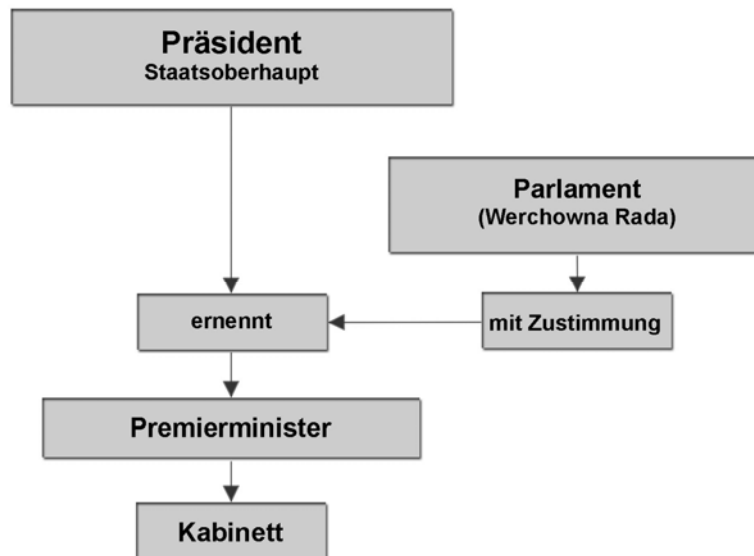 Präsident
Staatsoberhaupt
Parlament
(Werchowna Rada)
ernennt
mit Zustimmung
Premierminister
Kabinett